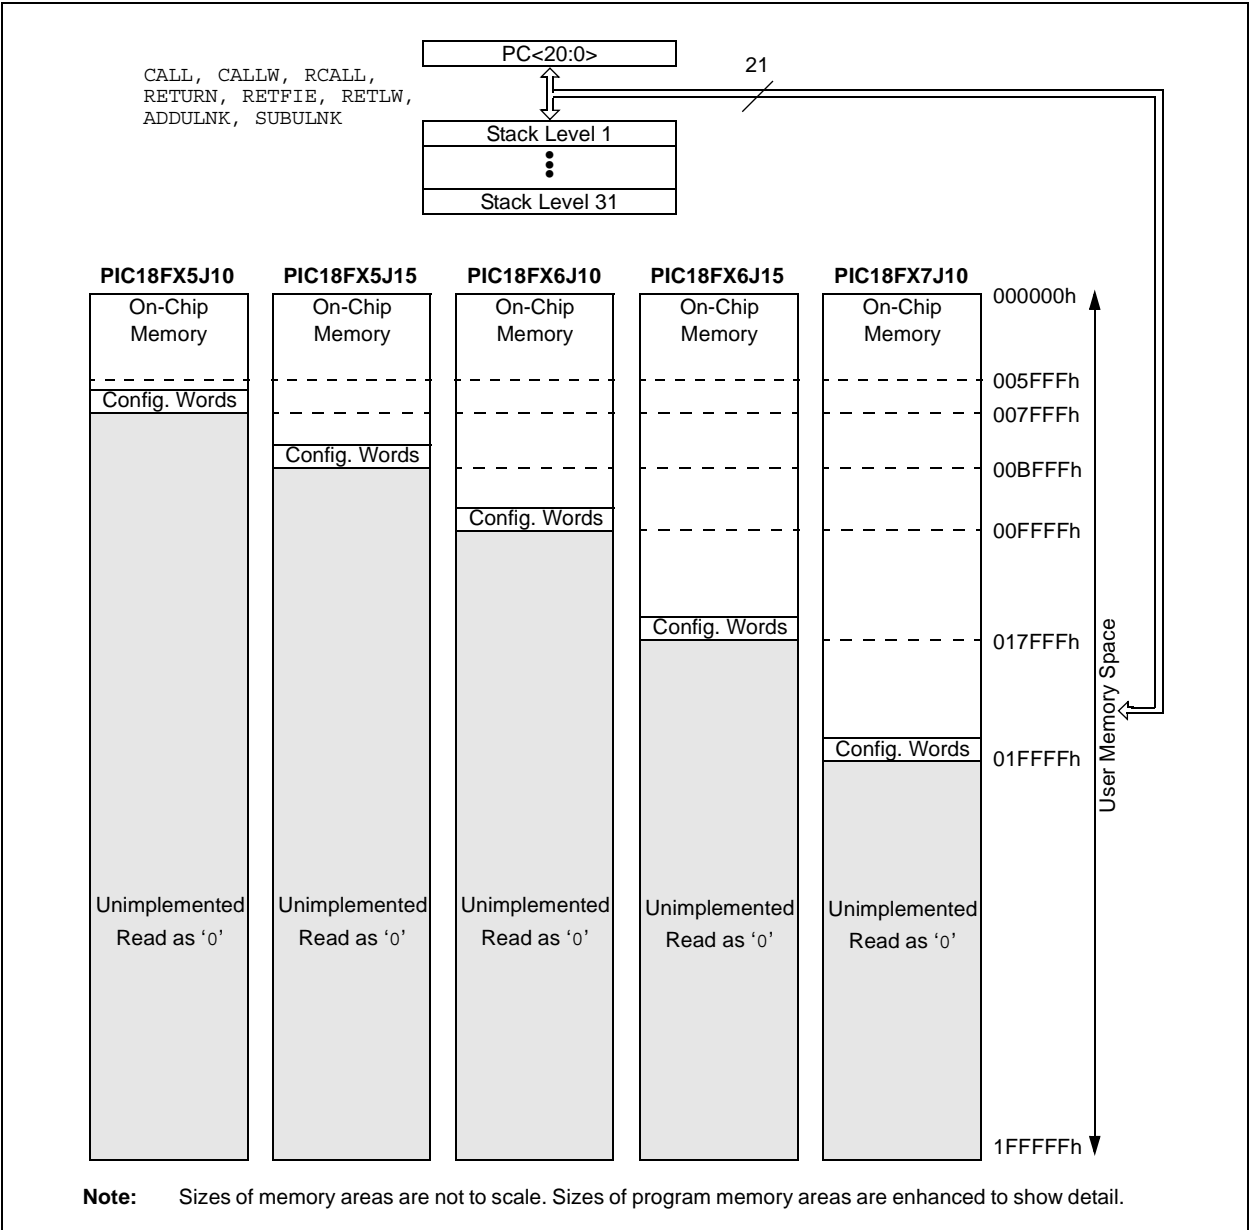 PC<20:0>
21
CALL, CALLW, RCALL,
RETURN, RETFIE, RETLW,
ADDULNK, SUBULNK
Stack Level 1
Stack Level 31
PIC18FX5J10 PIC18FX5J15 PIC18FX6J10 PIC18FX6J15 PIC18FX7J10
On-Chip On-Chip On-Chip On-Chip On-Chip
Memory Memory Memory Memory Memory
000000h
005FFFh
Config. Words
007FFFh
Config. Words
00BFFFh
Config. Words
00FFFFh
Config. Words
017FFFh
Config. Words
01FFFFh
User Memory Space
Unimplemented Unimplemented Unimplemented Unimplemented Unimplemented
Read as ‘0’ Read as ‘0’ Read as ‘0’ Read as ‘0’ Read as ‘0’
1FFFFFh
Note: Sizes of memory areas are not to scale. Sizes of program memory areas are enhanced to show detail.